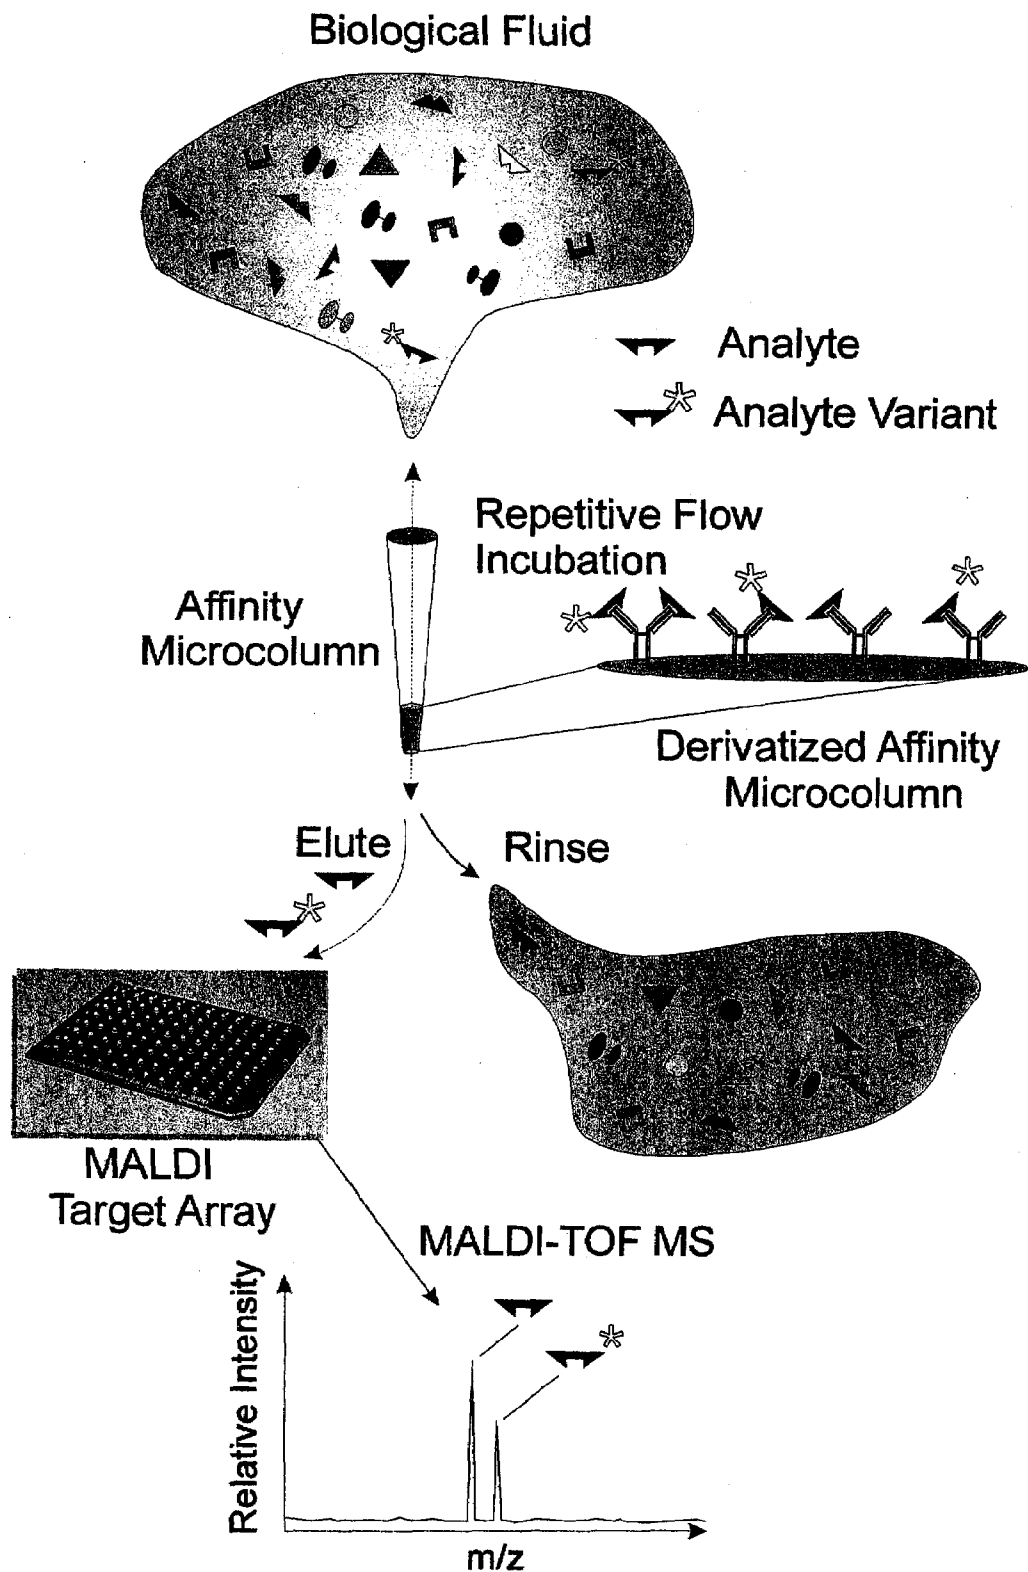 Biological Fluid
Analyte
Analyte Variant
Repetitive Flow
Incubation
Affinity
Microcolumn
Derivatized Affinity
Microcolumn
Elute
Rinse
MALDI
Target Array
MALDI-TOF MS
Relative Intensity
m/z